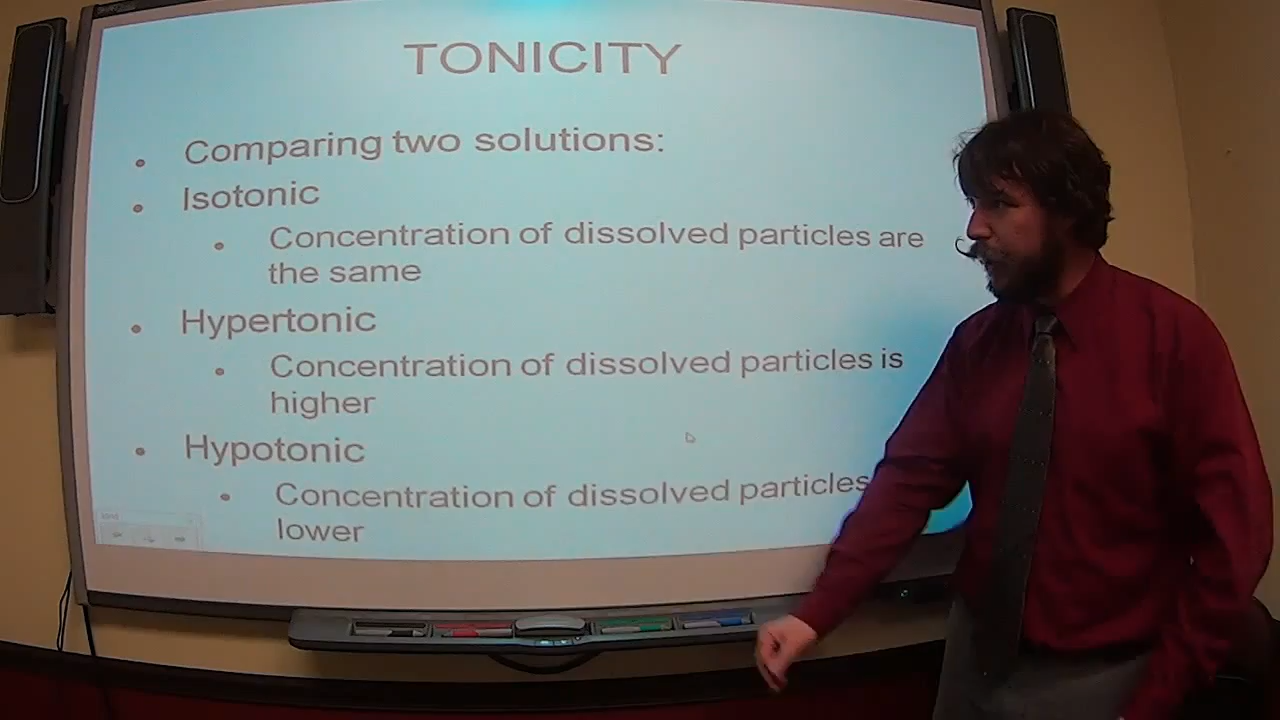 TONICITY
• Comparing two solutions:
• Isotonic
• Concentration of dissolved particles are
the same
• Hypertonic
• Concentration of dissolved particles is
higher
• Hypotonic
• Concentration of dissolved particles
lower